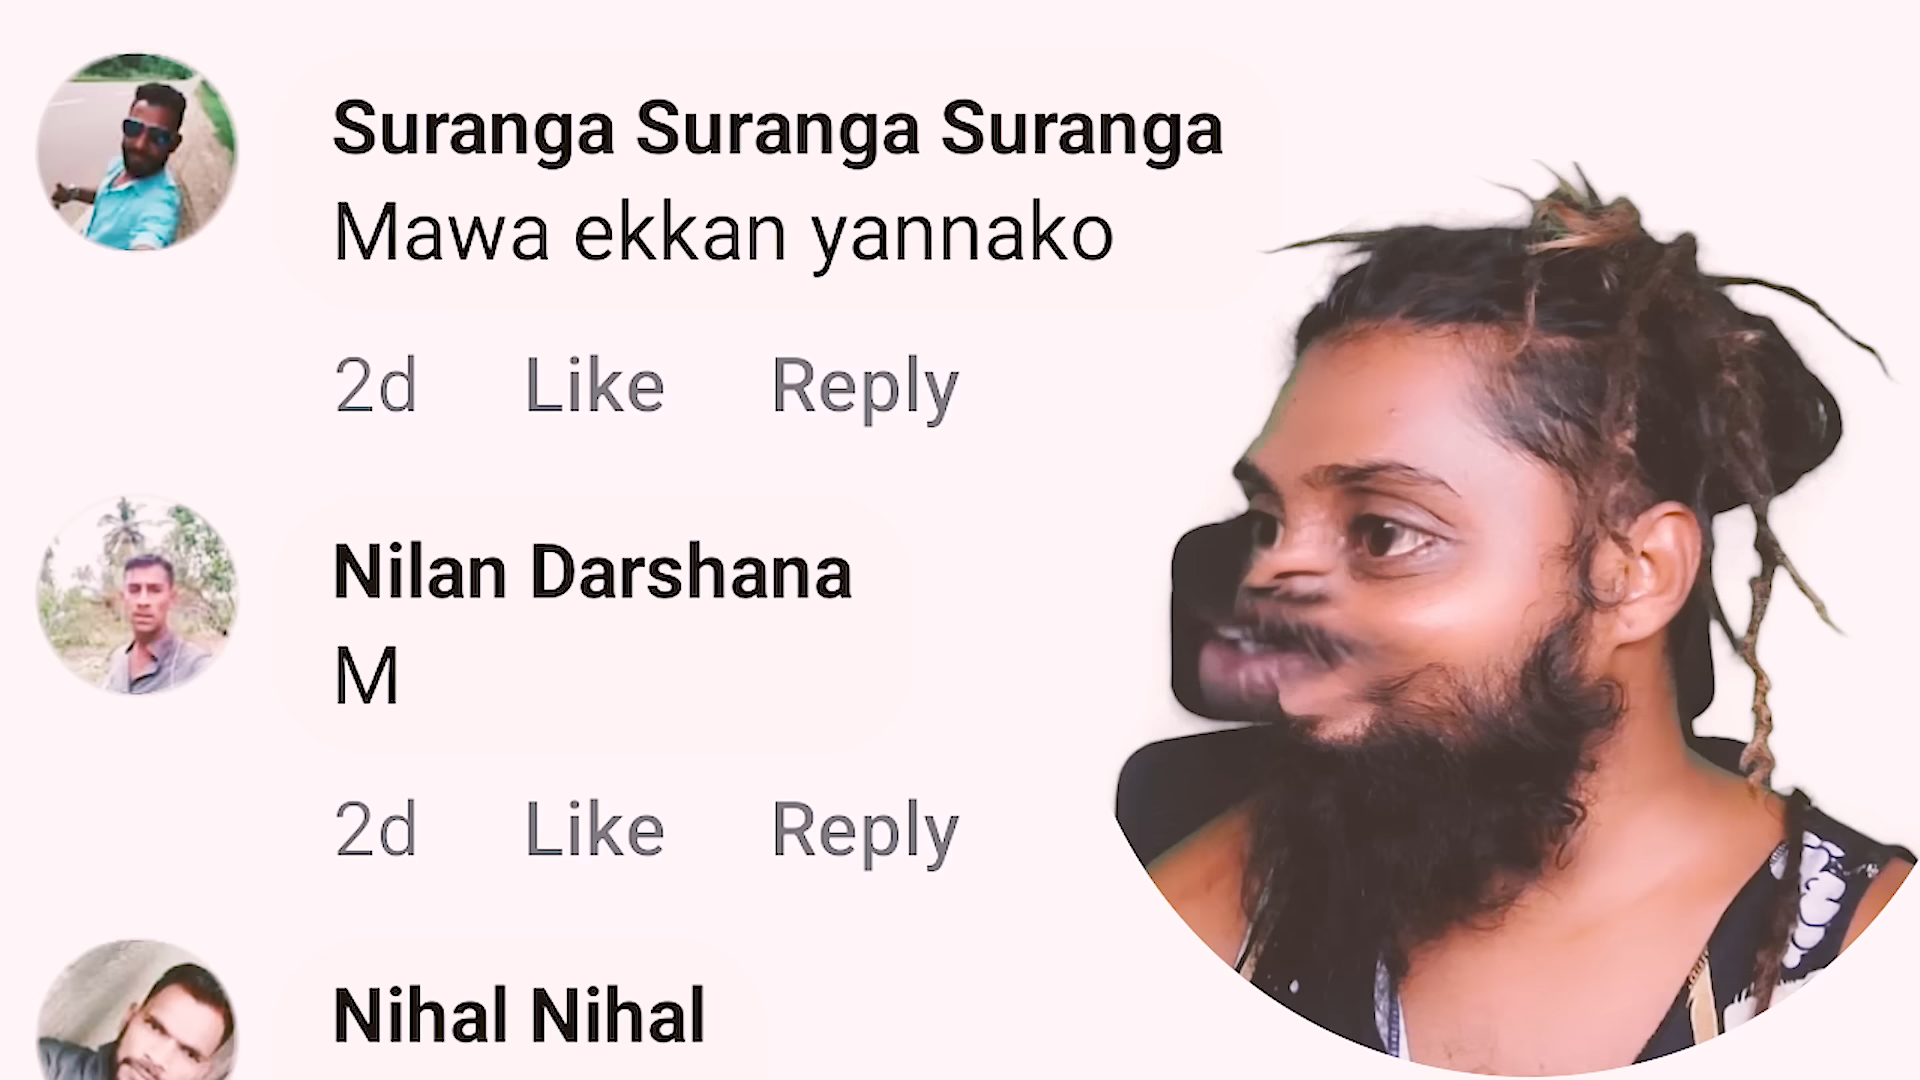 Suranga Suranga Suranga
Mawa ekkan yannako
2d Like Reply
Nilan Darshana
M
2d Like Reply
Nihal Nihal